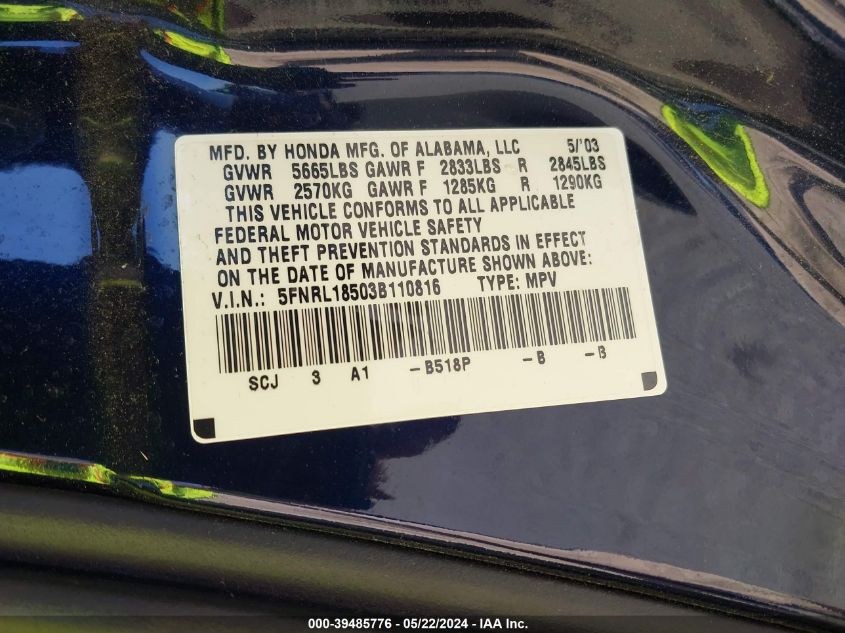 MFD. BY HONDA MFG. OF ALABAMA, LLC 5/'03
GVWR 5665LBS GAWR F 2833LBS R 2845LBS
GVWR 2570KG GAWR F 1285KG R 1290KG
THIS VEHICLE CONFORMS TO ALL APPLICABLE
FEDERAL MOTOR VEHICLE SAFETY
AND THEFT PREVENTION STANDARDS IN EFFECT
ON THE DATE OF MANUFACTURE SHOWN ABOVE:
V.I.N.: 5FNRL18503B110816 TYPE: MPV
SCJ 3 A1 -B518P -B -B
000-39485776 - 05/22/2024 - IAA Inc.